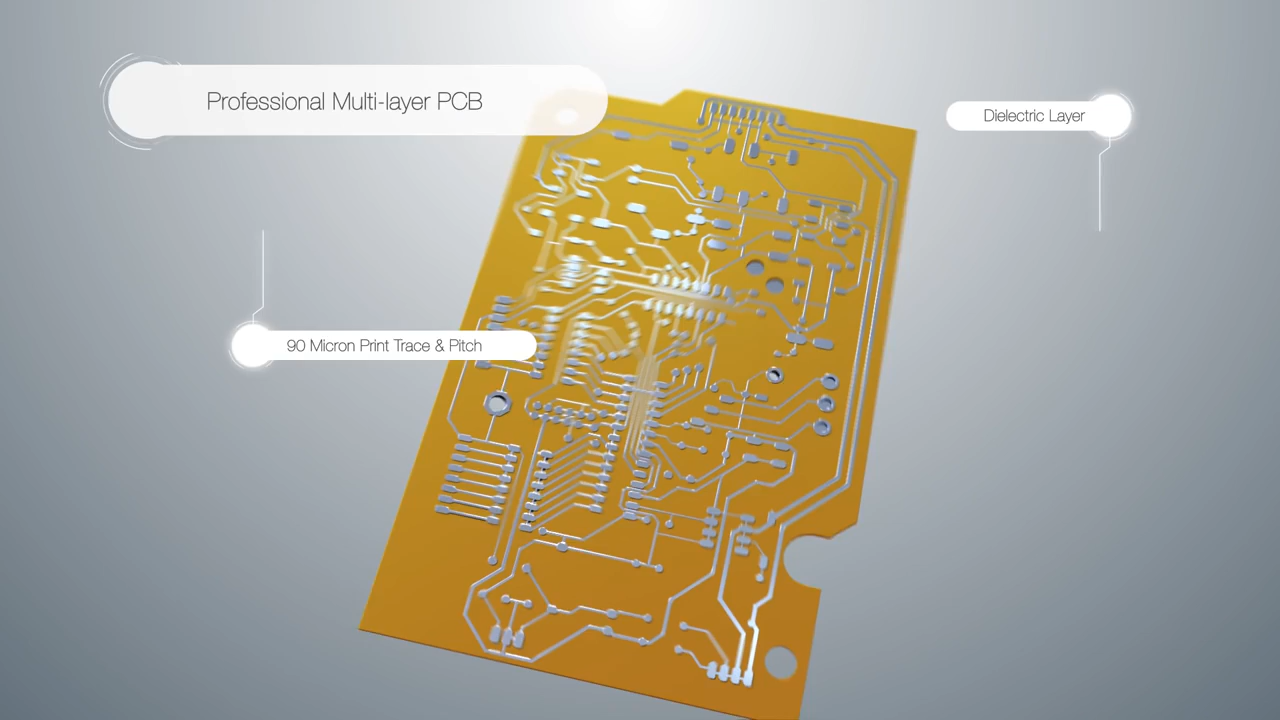 Professional Multi-layer PCB
Dielectric Layer
90 Micron Print Trace & Pitch